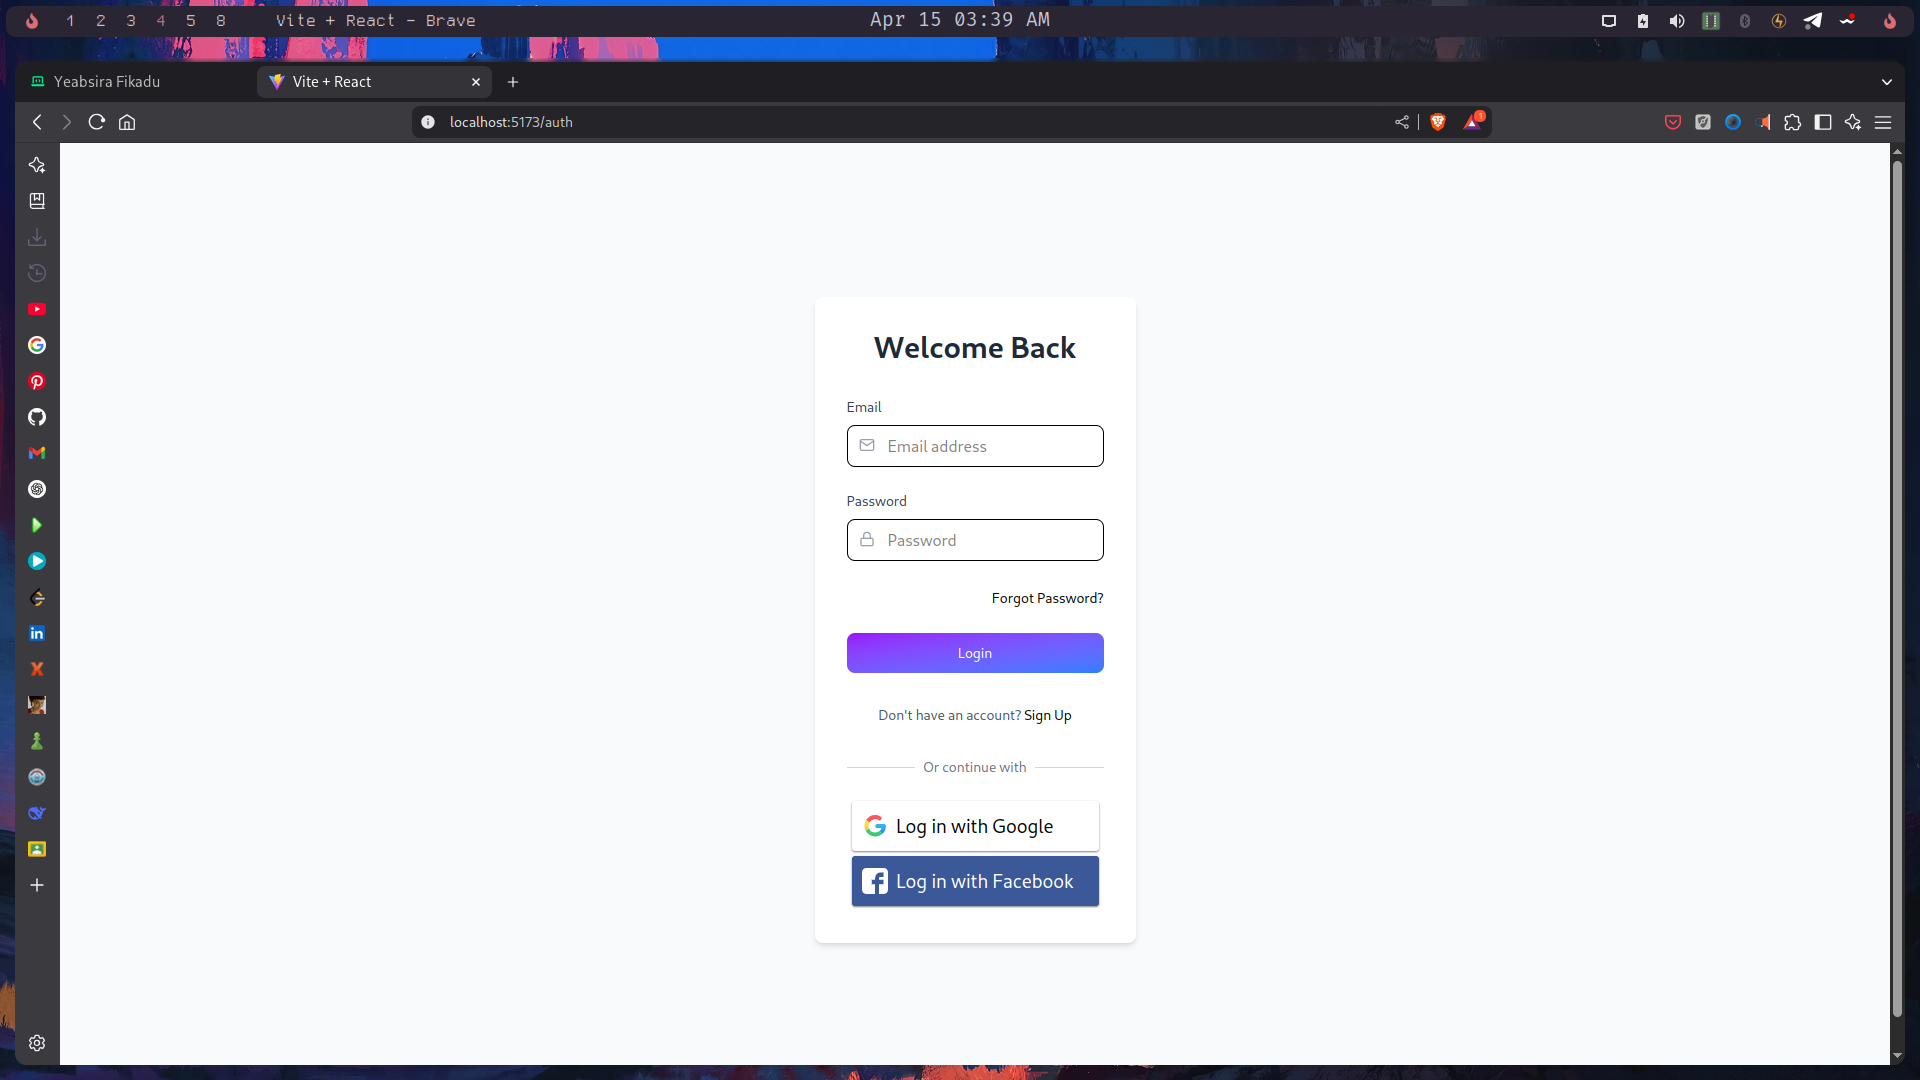 1 2 3 4 5 8 Vite + React - Brave
Apr 15 03:39 AM
Yeabsira Fikadu
Vite + React
localhost:5173/auth
1
Welcome Back
Email
Email address
Password
Password
Forgot Password?
Login
Don't have an account? Sign Up
Or continue with
Log in with Google
Log in with Facebook